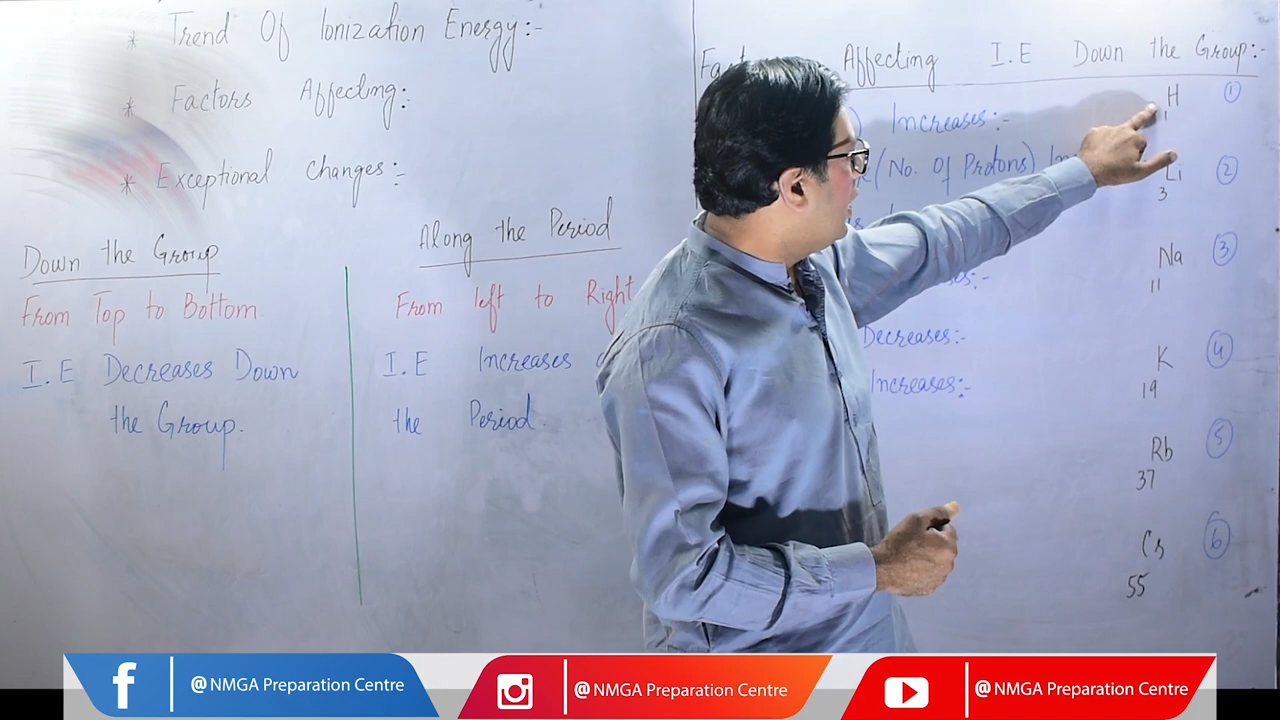 * Trend Of Ionization Energy:-
* Factors Affecting:
* Exceptional Changes:-
Down the Group
From Top to Bottom
I.E Decreases Down
the Group.
Along the Period
From left to Right
I.E Increases
the Period.
Affecting I.E Down the Group:-
) Increases:-
(No. Of Protons)
Decreases:-
Increases:-
H 1
1
Li 2
3
Na 3
11
K 4
19
Rb 5
37
Cs 6
55
@NMGA Preparation Centre
@NMGA Preparation Centre
@NMGA Preparation Centre